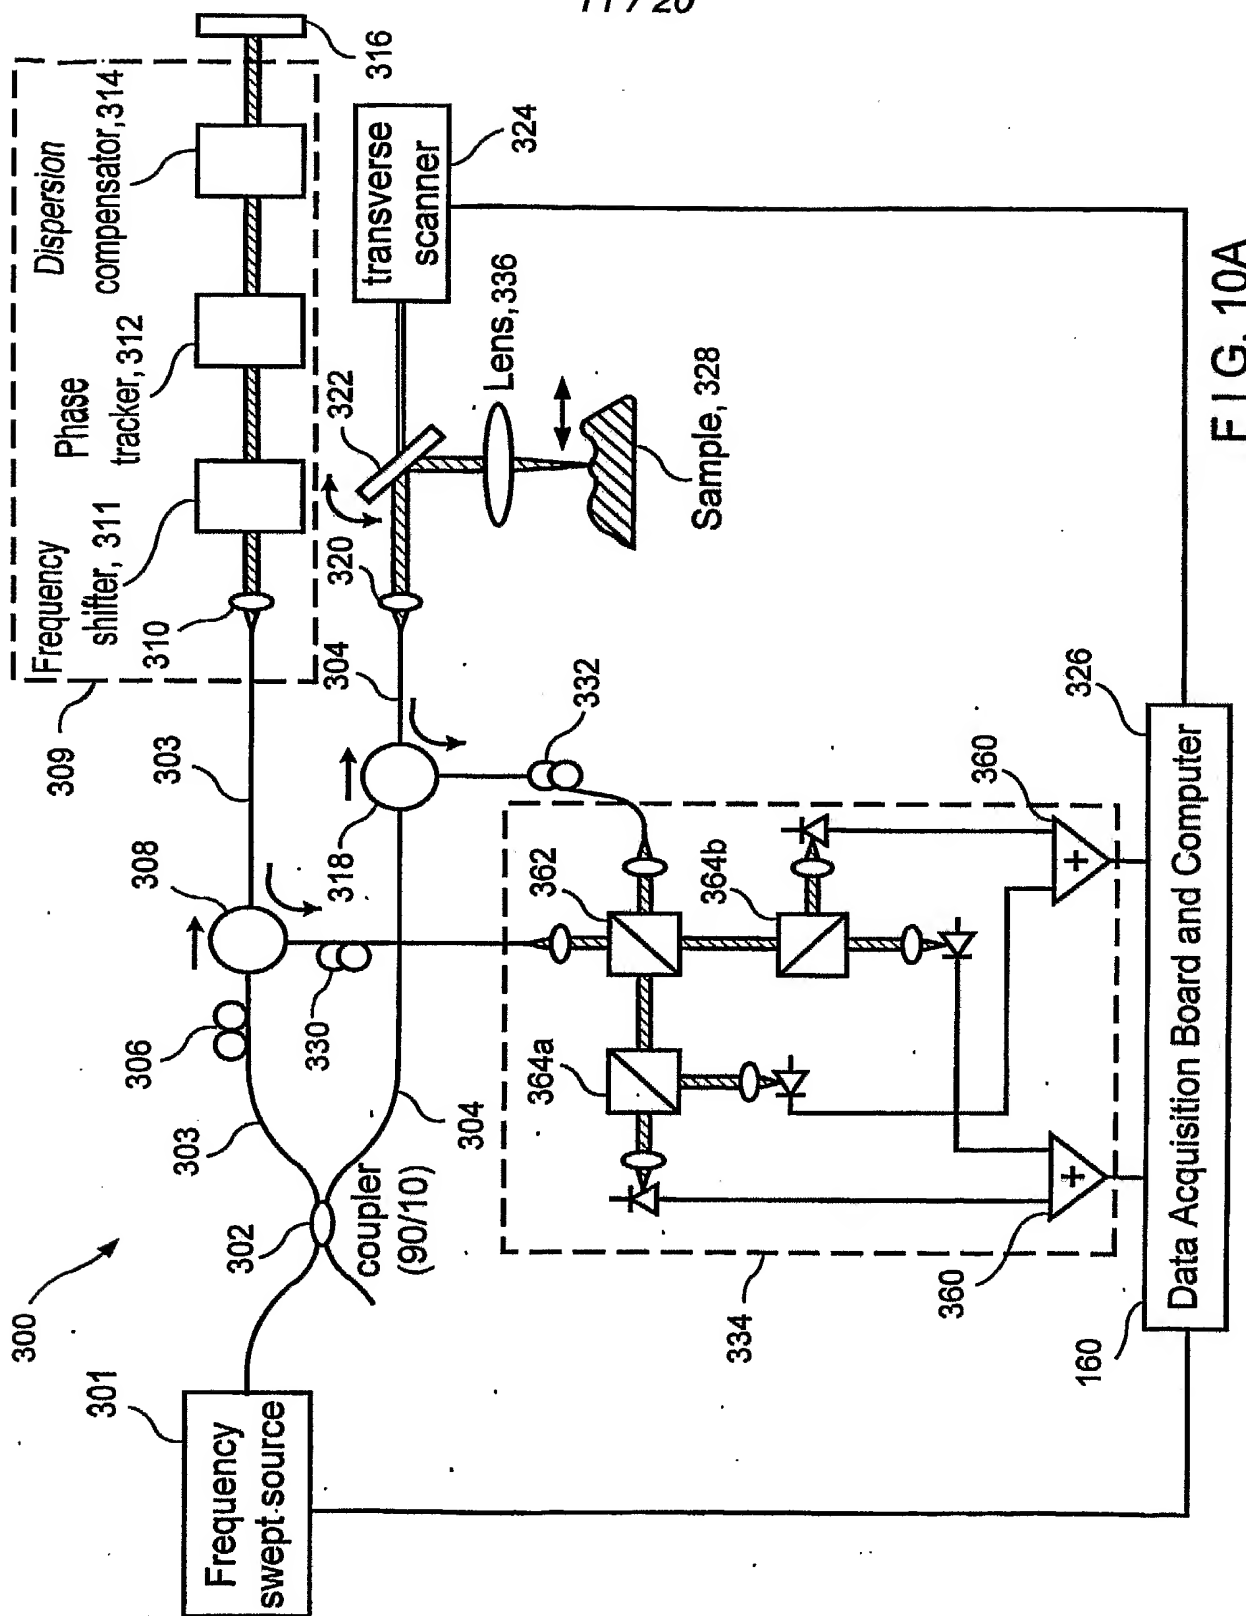 11 / 20
300
301
Frequency
swept source
302
coupler
(90/10)
303
304
306
308
303
309
330
318
304
332
310
Frequency
shifter, 311
Phase
tracker, 312
Dispersion
compensator, 314
316
320
322
transverse
scanner
324
Lens, 336
Sample, 328
334
362
364a
364b
360
360
160
326
Data Acquisition Board and Computer
FIG. 10A